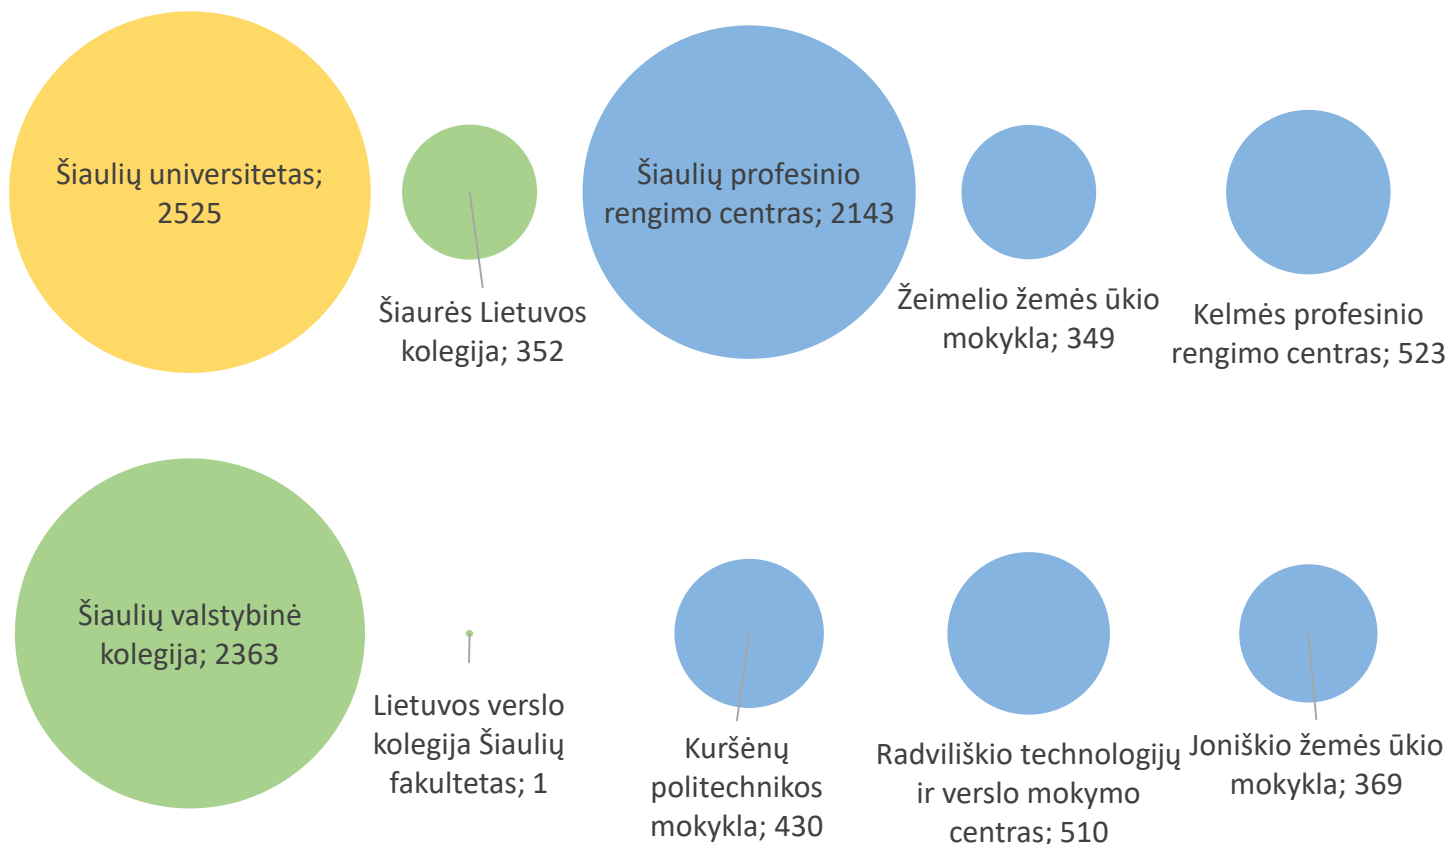 Šiaulių universitetas;
2525
Šiaurės Lietuvos
kolegija; 352
Šiaulių profesinio
rengimo centras; 2143
Žeimelio žemės ūkio
mokykla; 349
Kelmės profesinio
rengimo centras; 523
Šiaulių valstybinė
kolegija; 2363
Lietuvos verslo
kolegija Šiaulių
fakultetas; 1
Kuršėnų
politechnikos
mokykla; 430
Radviliškio technologijų
ir verslo mokymo
centras; 510
Joniškio žemės ūkio
mokykla; 369